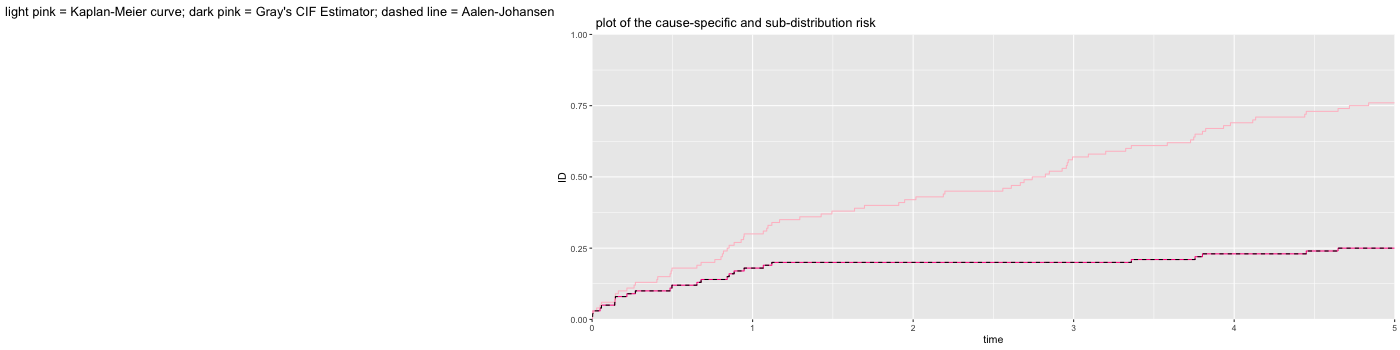 light pink = Kaplan-Meier curve; dark pink = Gray's CIF Estimator; dashed line = Aalen-Johansen
plot of the cause-specific and sub-distribution risk
1.00
0.75
0.50
0.25
0.00
ID
0 1 2 3 4 5
time